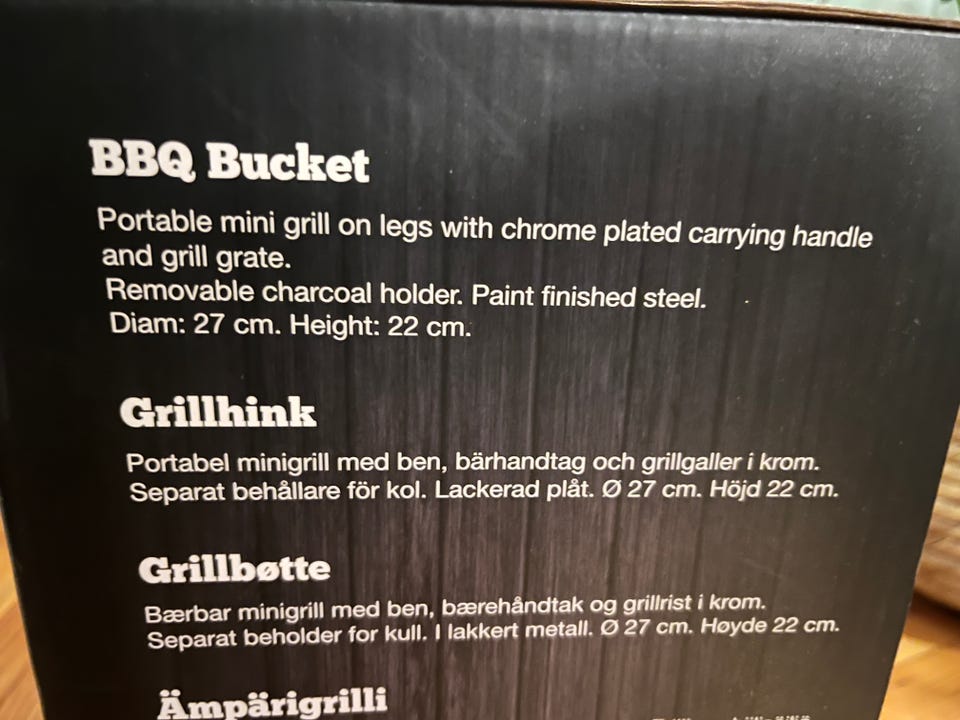 BBQ Bucket
Portable mini grill on legs with chrome plated carrying handle
and grill grate.
Removable charcoal holder. Paint finished steel.
Diam: 27 cm. Height: 22 cm.
Grillhink
Portabel minigrill med ben, bärhandtag och grillgaller i krom.
Separat behållare för kol. Lackerad plåt. Ø 27 cm. Höjd 22 cm.
Grillbøtte
Bærbar minigrill med ben, bærehåndtak og grillrist i krom.
Separat beholder for kull. I lakkert metall. Ø 27 cm. Høyde 22 cm.
Ämpärigrilli